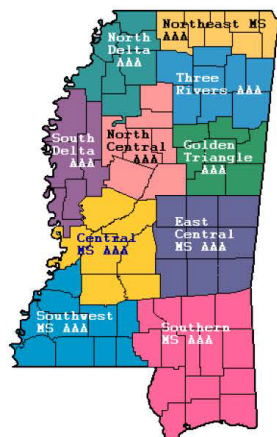 Northeast MS
AAA
North
Delta
AAA
Three
Rivers AAA
South
Delta
AAA
North
Central
AAA
Golden
Triangle
AAA
Central
MS AAA
East
Central
MS AAA
Southwest
MS AAA
Southern
MS AAA